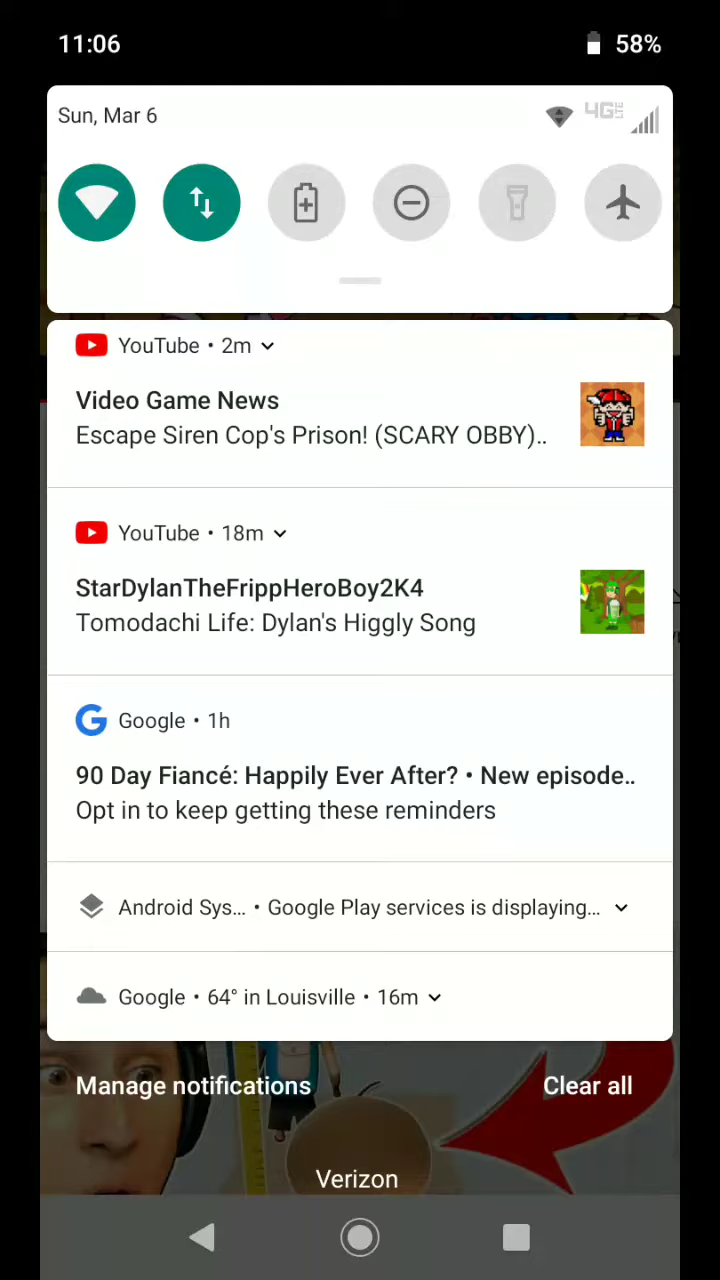 11:06
58%
Sun, Mar 6
4G LTE
YouTube • 2m
Video Game News
Escape Siren Cop's Prison! (SCARY OBBY)..
YouTube • 18m
StarDylanTheFrippHeroBoy2K4
Tomodachi Life: Dylan's Higgly Song
Google • 1h
90 Day Fiancé: Happily Ever After? • New episode..
Opt in to keep getting these reminders
Android Sys... • Google Play services is displaying...
Google • 64° in Louisville • 16m
Manage notifications
Clear all
Verizon